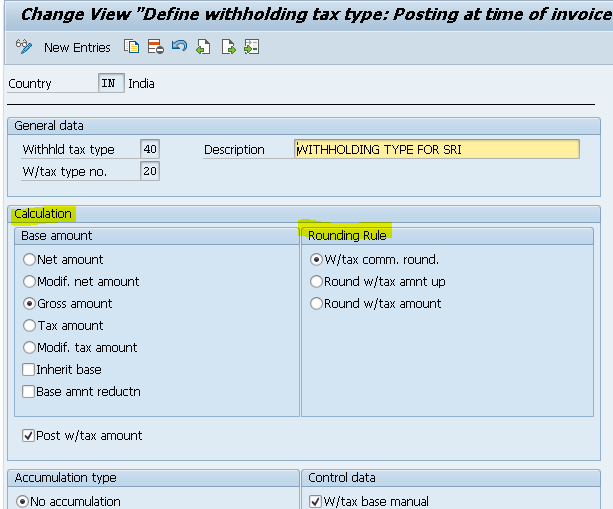 Change View "Define withholding tax type: Posting at time of invoice
New Entries
Country IN India
General data
Withhld tax type 40 Description WITHHOLDING TYPE FOR SRI
W/tax type no. 20
Calculation
Base amount Rounding Rule
Net amount W/tax comm. round.
Modif. net amount Round w/tax amnt up
Gross amount Round w/tax amount
Tax amount
Modif. tax amount
Inherit base
Base amnt reductn
Post w/tax amount
Accumulation type Control data
No accumulation W/tax base manual